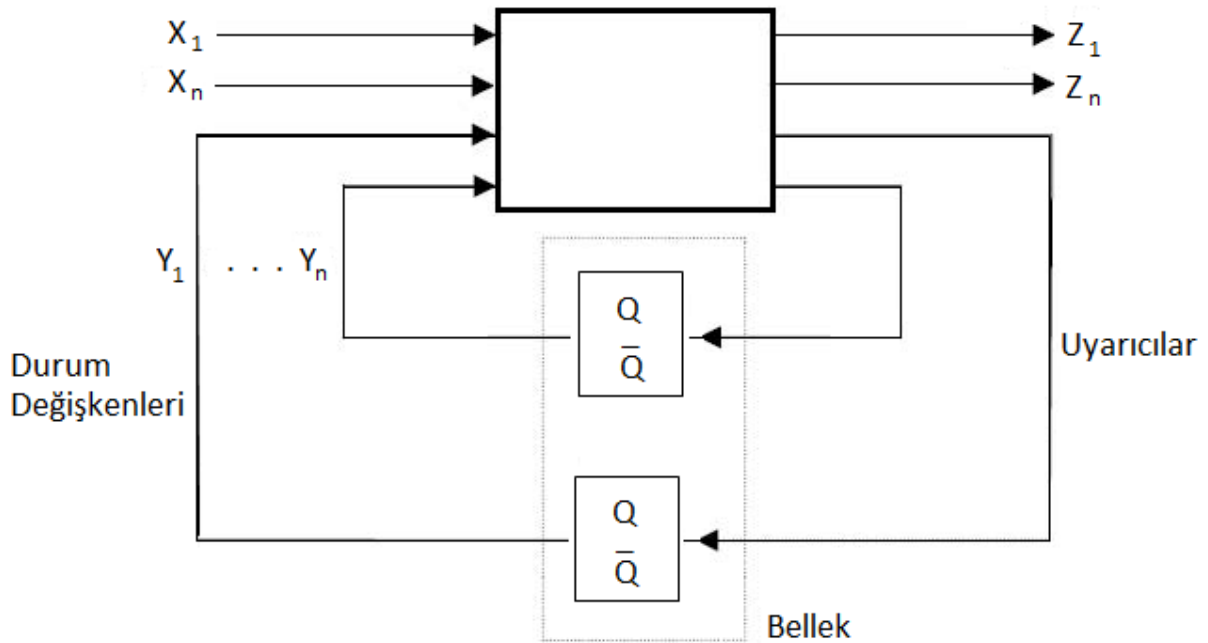 X₁
Xₙ
Z₁
Zₙ
Y₁ . . . Yₙ
Q
Q̅
Uyarıcılar
Durum
Değişkenleri
Q
Q̅
Bellek